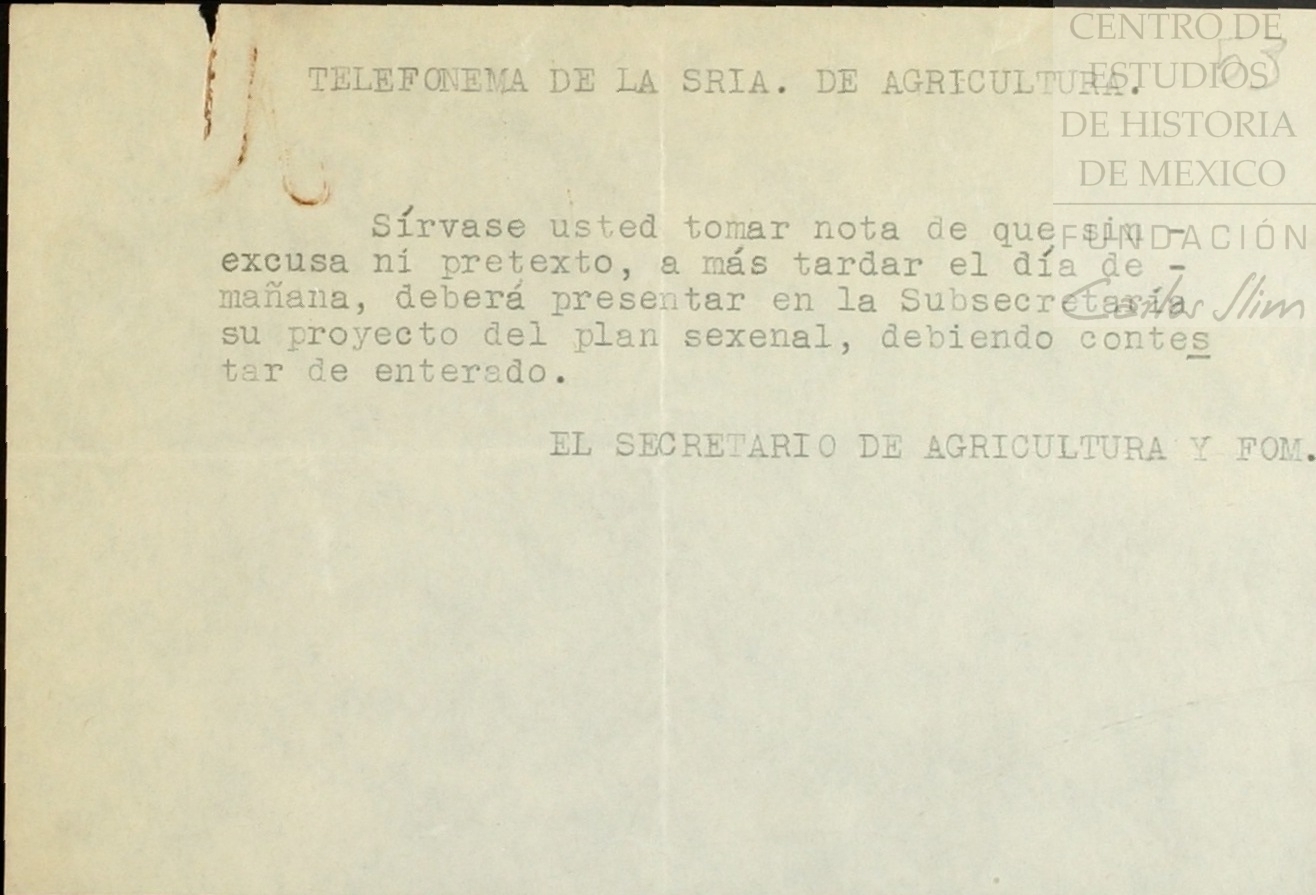 CENTRO DE
ESTUDIOS
DE HISTORIA
DE MEXICO
FUNDACIÓN
Carlos Slim
63
TELEFONEMA DE LA SRIA. DE AGRICULTURA.
Sírvase usted tomar nota de que sin -
excusa ni pretexto, a más tardar el día de -
mañana, deberá presentar en la Subsecretaría
su proyecto del plan sexenal, debiendo contes
tar de enterado.
EL SECRETARIO DE AGRICULTURA Y FOM.